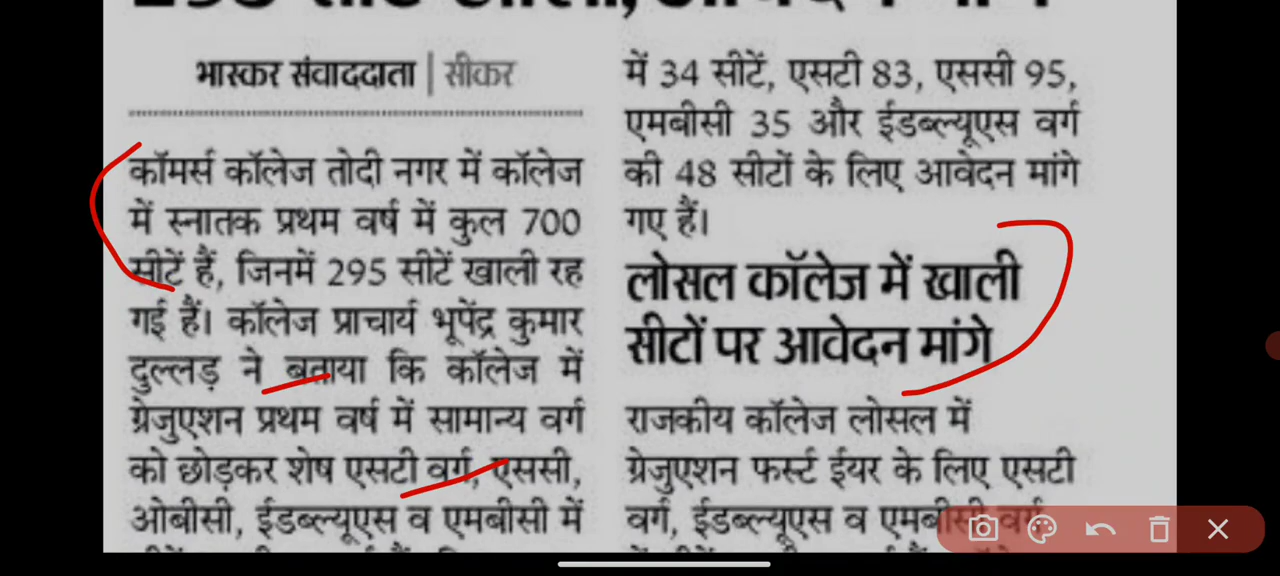 भास्कर संवाददाता | सीकर
कॉमर्स कॉलेज तोदी नगर में कॉलेज
में स्नातक प्रथम वर्ष में कुल 700
सीटें हैं, जिनमें 295 सीटें खाली रह
गई हैं। कॉलेज प्राचार्य भूपेंद्र कुमार
दुल्लड़ ने बताया कि कॉलेज में
ग्रेजुएशन प्रथम वर्ष में सामान्य वर्ग
को छोड़कर शेष एसटी वर्ग, एससी,
ओबीसी, ईडब्ल्यूएस व एमबीसी में
में 34 सीटें, एसटी 83, एससी 95,
एमबीसी 35 और ईडब्ल्यूएस वर्ग
की 48 सीटों के लिए आवेदन मांगे
गए हैं।
लोसल कॉलेज में खाली
सीटों पर आवेदन मांगे
राजकीय कॉलेज लोसल में
ग्रेजुएशन फर्स्ट ईयर के लिए एसटी
वर्ग, ईडब्ल्यूएस व एमबीसी वर्ग